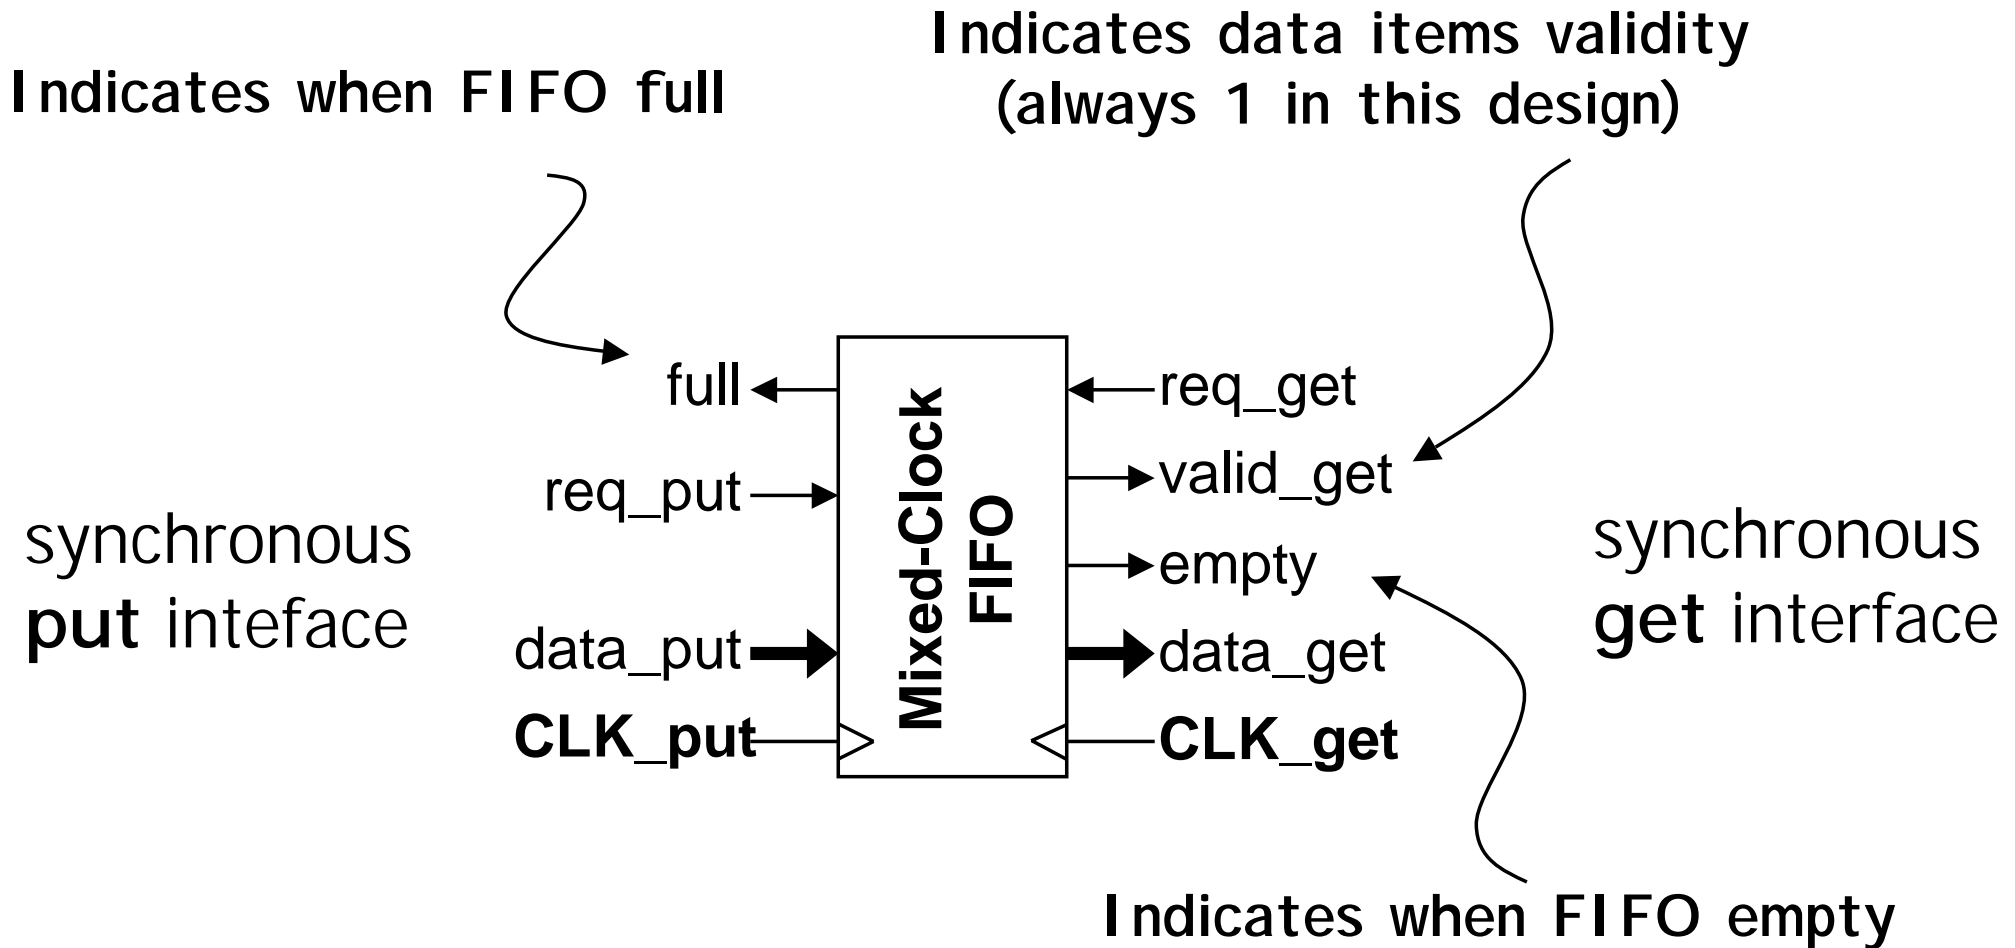 Indicates data items validity
(always 1 in this design)
Indicates when FIFO full
full
req_put
data_put
CLK_put
synchronous
put inteface
Mixed-Clock
FIFO
req_get
valid_get
empty
data_get
CLK_get
synchronous
get interface
Indicates when FIFO empty